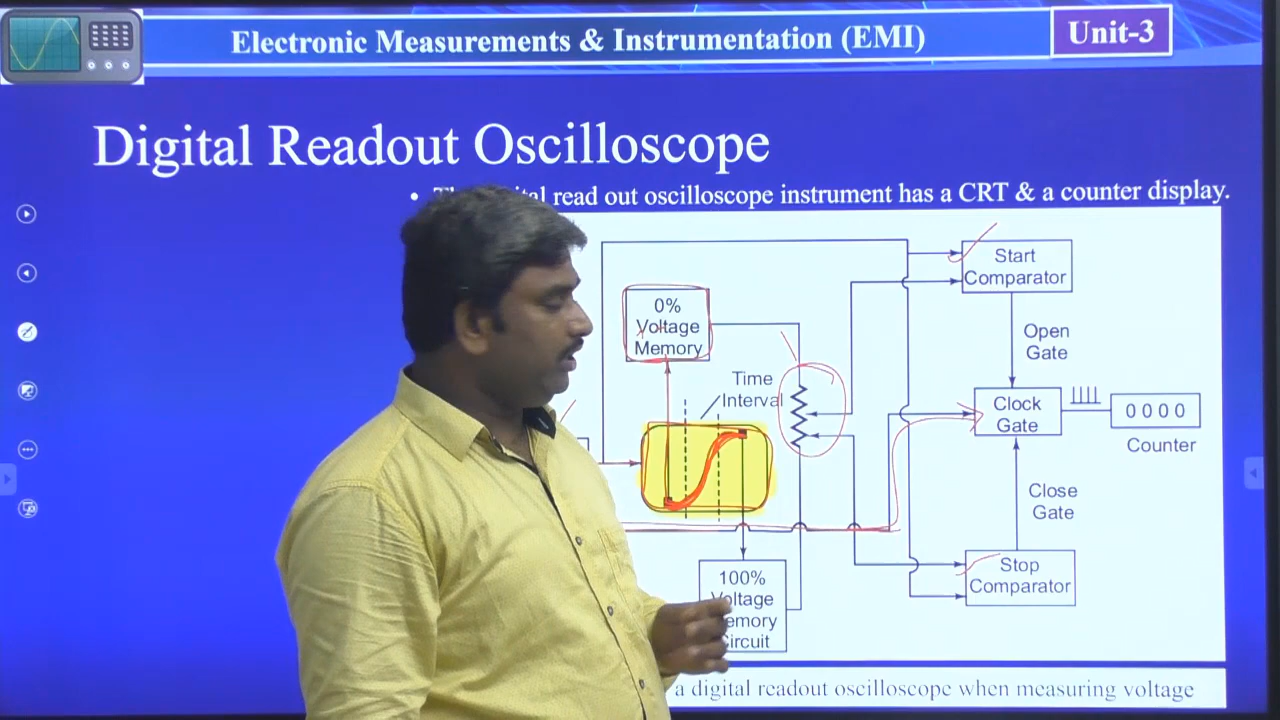 Electronic Measurements & Instrumentation (EMI)
Unit-3
Digital Readout Oscilloscope
read out oscilloscope instrument has a CRT & a counter display.
Start
Comparator
0%
Voltage
Memory
Open
Gate
Time
Interval
Clock
Gate
0000
Counter
Close
Gate
100%
Voltage
Memory
Circuit
Stop
Comparator
a digital readout oscilloscope when measuring voltage